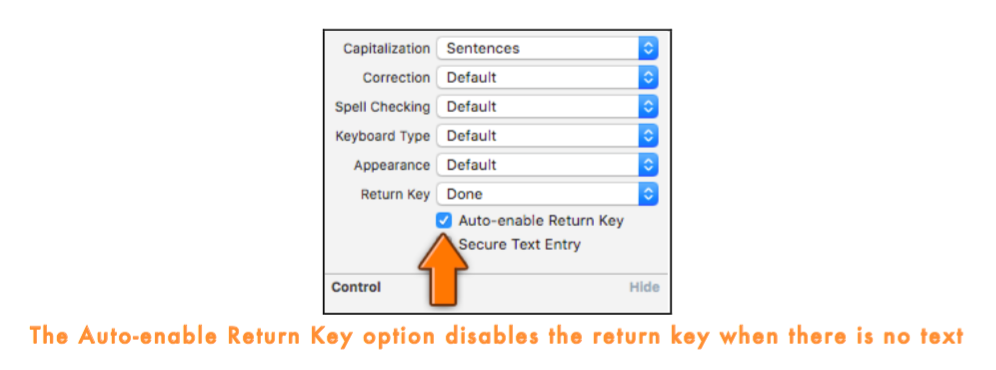 Capitalization Sentences
Correction Default
Spell Checking Default
Keyboard Type Default
Appearance Default
Return Key Done
Auto-enable Return Key
Secure Text Entry
Control Hide
The Auto-enable Return Key option disables the return key when there is no text